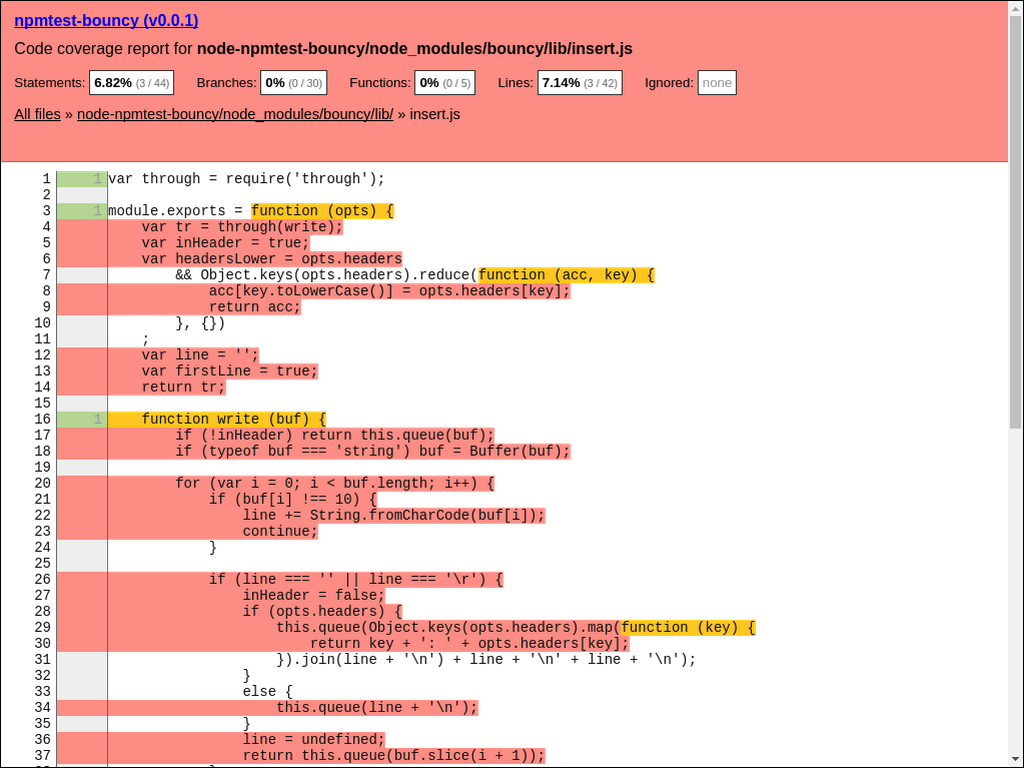 npmtest-bouncy (v0.0.1)
Code coverage report for node-npmtest-bouncy/node_modules/bouncy/lib/insert.js
Statements: 6.82% (3 / 44) Branches: 0% (0 / 30) Functions: 0% (0 / 5) Lines: 7.14% (3 / 42) Ignored: none
All files » node-npmtest-bouncy/node_modules/bouncy/lib/ » insert.js
1 1 var through = require('through');
2
3 1 module.exports = function (opts) {
4     var tr = through(write);
5     var inHeader = true;
6     var headersLower = opts.headers
7         && Object.keys(opts.headers).reduce(function (acc, key) {
8             acc[key.toLowerCase()] = opts.headers[key];
9             return acc;
10         }, {})
11     ;
12     var line = '';
13     var firstLine = true;
14     return tr;
15
16 1     function write (buf) {
17         if (!inHeader) return this.queue(buf);
18         if (typeof buf === 'string') buf = Buffer(buf);
19
20         for (var i = 0; i < buf.length; i++) {
21             if (buf[i] !== 10) {
22                 line += String.fromCharCode(buf[i]);
23                 continue;
24             }
25
26             if (line === '' || line === '\r') {
27                 inHeader = false;
28                 if (opts.headers) {
29                     this.queue(Object.keys(opts.headers).map(function (key) {
30                         return key + ': ' + opts.headers[key];
31                     }).join(line + '\n') + line + '\n' + line + '\n');
32                 }
33                 else {
34                     this.queue(line + '\n');
35                 }
36                 line = undefined;
37                 return this.queue(buf.slice(i + 1));